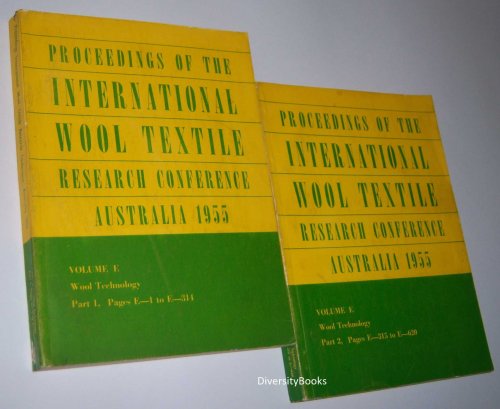 PROCEEDINGS OF THE
INTERNATIONAL
WOOL TEXTILE
RESEARCH CONFERENCE
AUSTRALIA 1955
VOLUME E
Wool Technology
Part 1, Pages E—1 to E—314
PROCEEDINGS OF THE
INTERNATIONAL
WOOL TEXTILE
RESEARCH CONFERENCE
AUSTRALIA 1955
VOLUME E
Wool Technology
Part 2, Pages E—315 to E—620
DiversityBooks